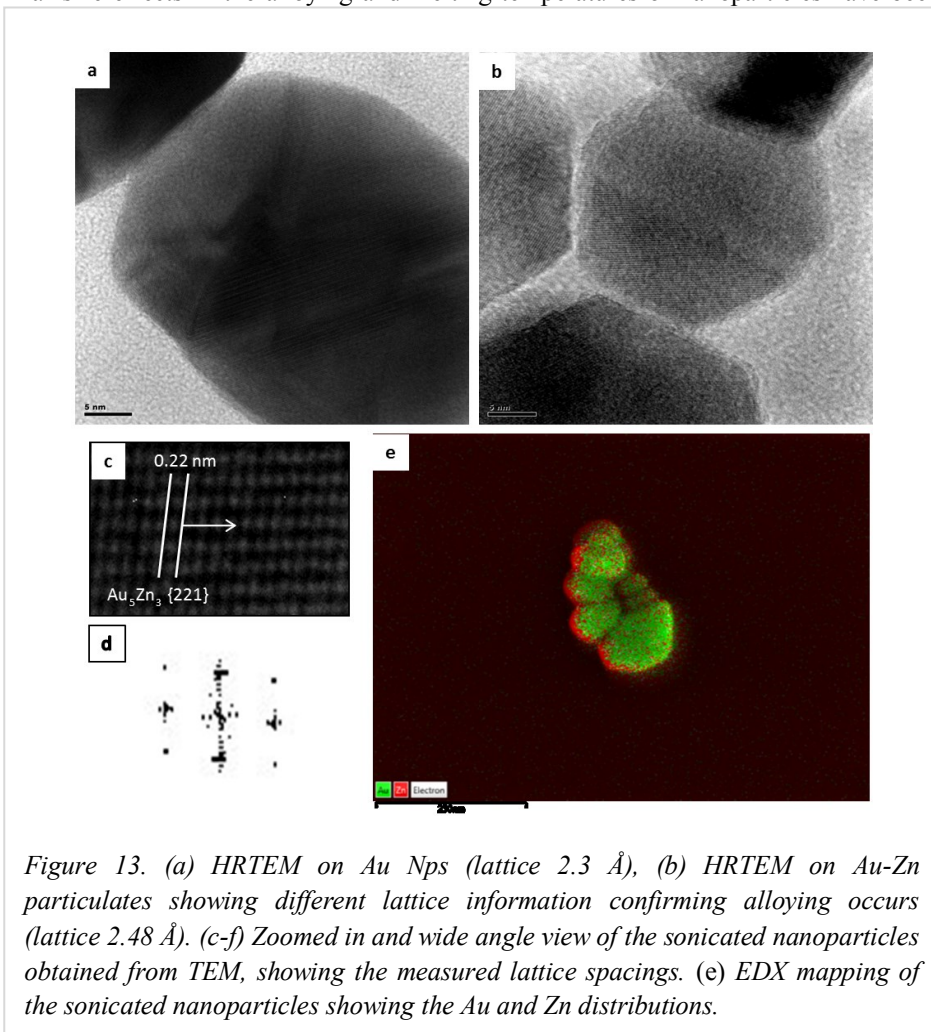 a
b
5 nm
5 nm
c
0.22 nm
Au5Zn3 {221}
d
e
Au Zn Electron
Figure 13. (a) HRTEM on Au Nps (lattice 2.3 Å), (b) HRTEM on Au-Zn
particulates showing different lattice information confirming alloying occurs
(lattice 2.48 Å). (c-f) Zoomed in and wide angle view of the sonicated nanoparticles
obtained from TEM, showing the measured lattice spacings. (e) EDX mapping of
the sonicated nanoparticles showing the Au and Zn distributions.